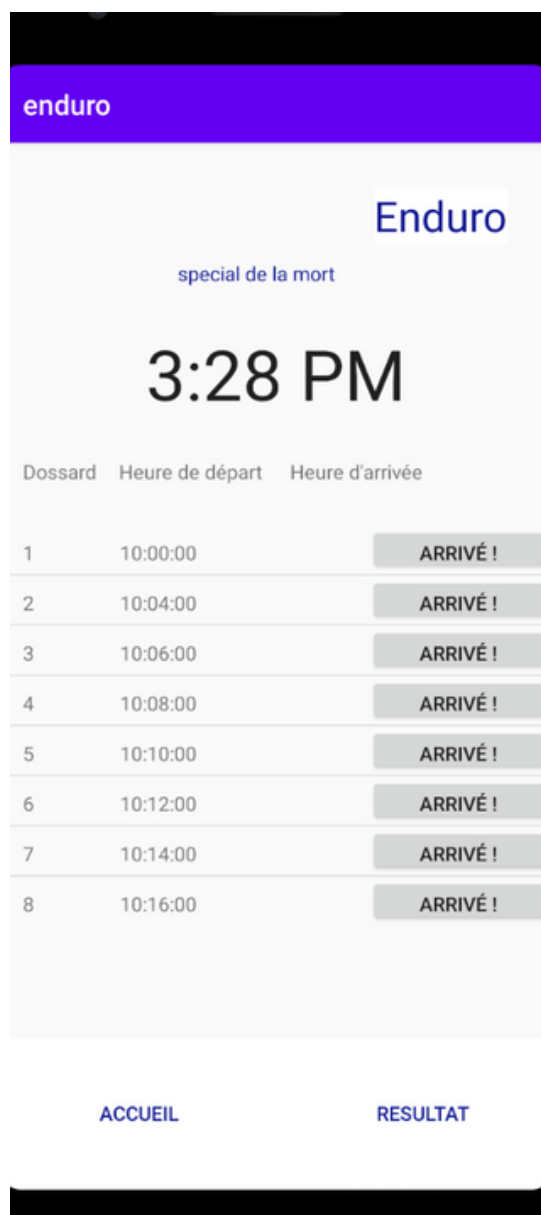 enduro
Enduro
special de la mort
3:28 PM
Dossard Heure de départ Heure d'arrivée
1 10:00:00 ARRIVÉ !
2 10:04:00 ARRIVÉ !
3 10:06:00 ARRIVÉ !
4 10:08:00 ARRIVÉ !
5 10:10:00 ARRIVÉ !
6 10:12:00 ARRIVÉ !
7 10:14:00 ARRIVÉ !
8 10:16:00 ARRIVÉ !
ACCUEIL RESULTAT